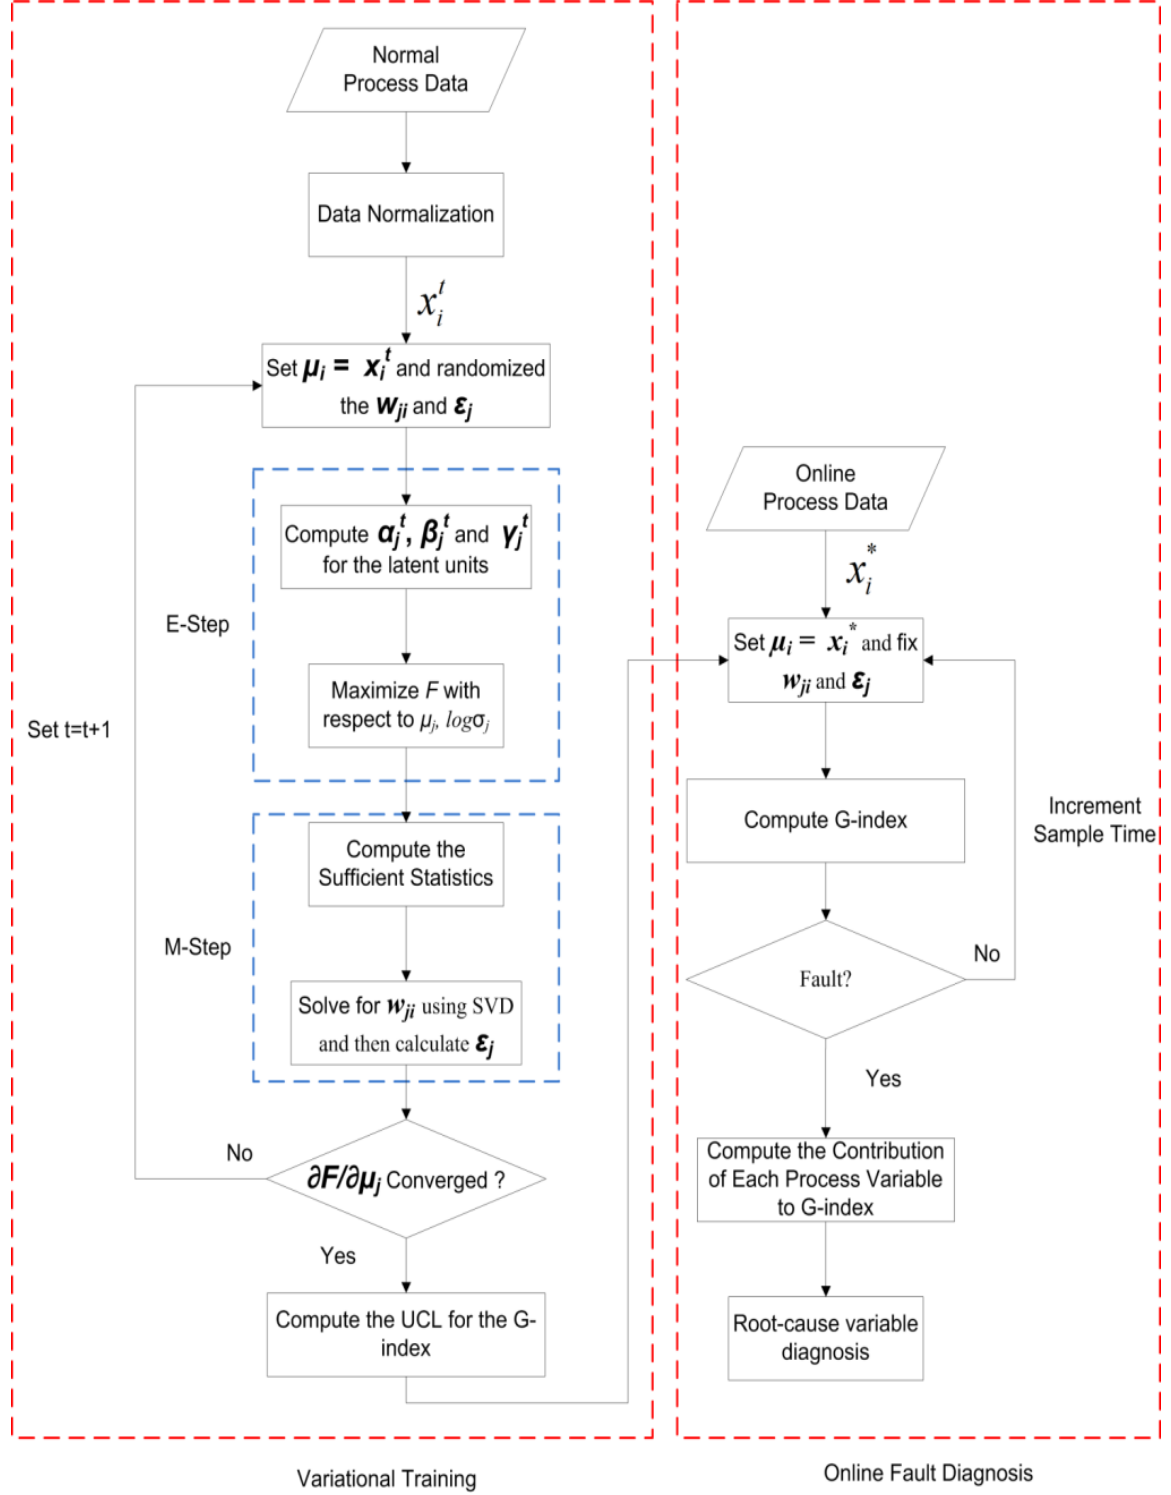 Normal
Process Data
Data Normalization
x_i^t
Set μ_i = x_i^t and randomized
the w_ji and ε_j
Compute α_j^t, β_j^t and γ_j^t
for the latent units
E-Step
Maximize F with
respect to μ_j, logσ_j
Set t=t+1
Compute the
Sufficient Statistics
M-Step
Solve for w_ji using SVD
and then calculate ε_j
No
∂F/∂μ_j Converged ?
Yes
Compute the UCL for the G-
index
Variational Training
Online
Process Data
x_i^*
Set μ_i = x_i^* and fix
w_ji and ε_j
Compute G-index
Increment
Sample Time
Fault?
No
Yes
Compute the Contribution
of Each Process Variable
to G-index
Root-cause variable
diagnosis
Online Fault Diagnosis